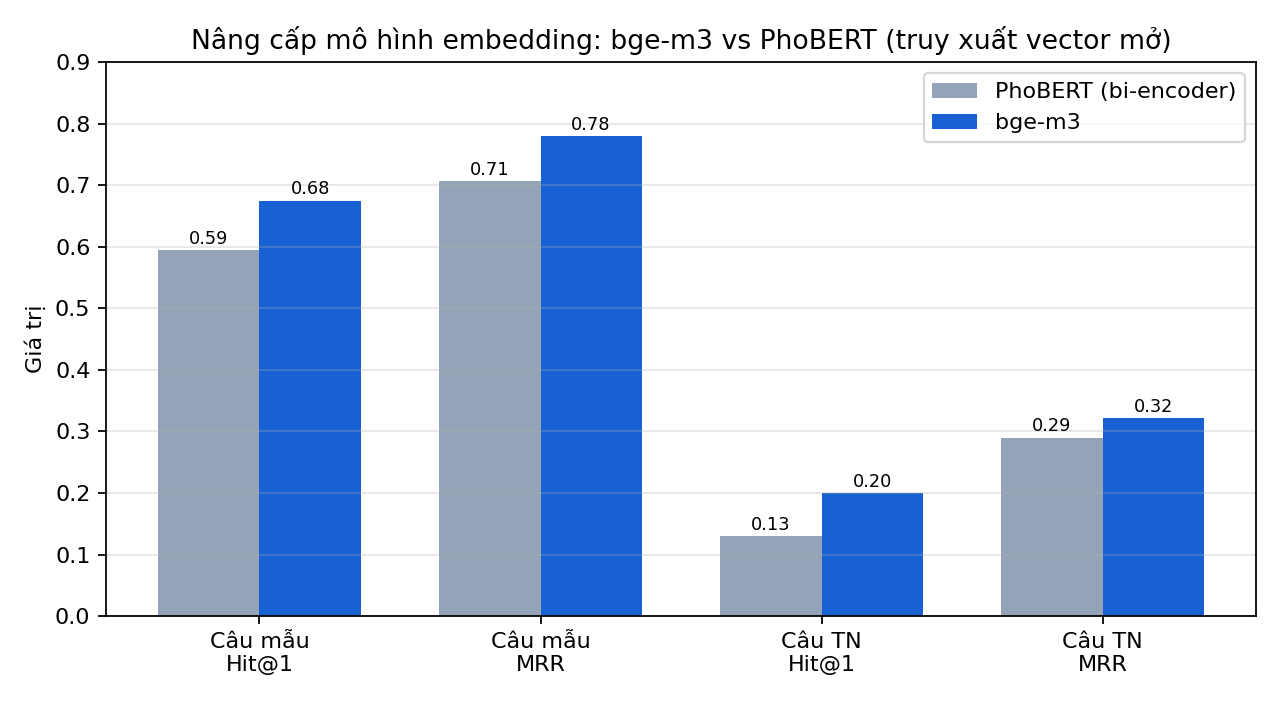 Nâng cấp mô hình embedding: bge-m3 vs PhoBERT (truy xuất vector mở)
PhoBERT (bi-encoder)
bge-m3
Giá trị
0.9
0.8
0.7
0.6
0.5
0.4
0.3
0.2
0.1
0.0
0.59
0.68
0.71
0.78
0.13
0.20
0.29
0.32
Câu mẫu
Hit@1
Câu mẫu
MRR
Câu TN
Hit@1
Câu TN
MRR